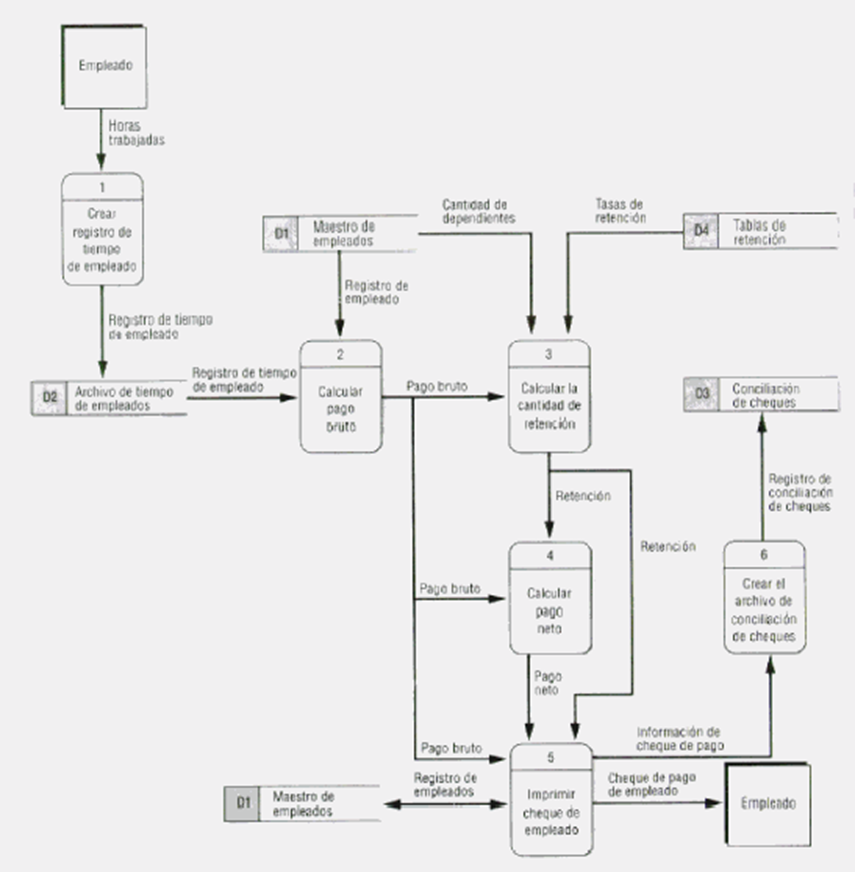 Empleado
Horas
trabajadas
1
Crear
registro de
tiempo
de empleado
Registro de tiempo
de empleado
D2
Archivo de tiempo
de empleados
Registro de tiempo
de empleado
D1
Maestro de
empleados
Registro de
empleado
Cantidad de
dependientes
Tasas de
retención
D4
Tablas de
retención
2
Calcular
pago
bruto
Pago bruto
3
Calcular la
cantidad de
retención
D3
Conciliación
de cheques
Retención
Retención
Registro de
conciliación
de cheques
Pago bruto
4
Calcular
pago
neto
6
Crear el
archivo de
conciliación
de cheques
Pago
neto
Pago bruto
5
Imprimir
cheque de
empleado
Información de
cheque de pago
D1
Maestro de
empleados
Registro de
empleados
Cheque de pago
de empleado
Empleado